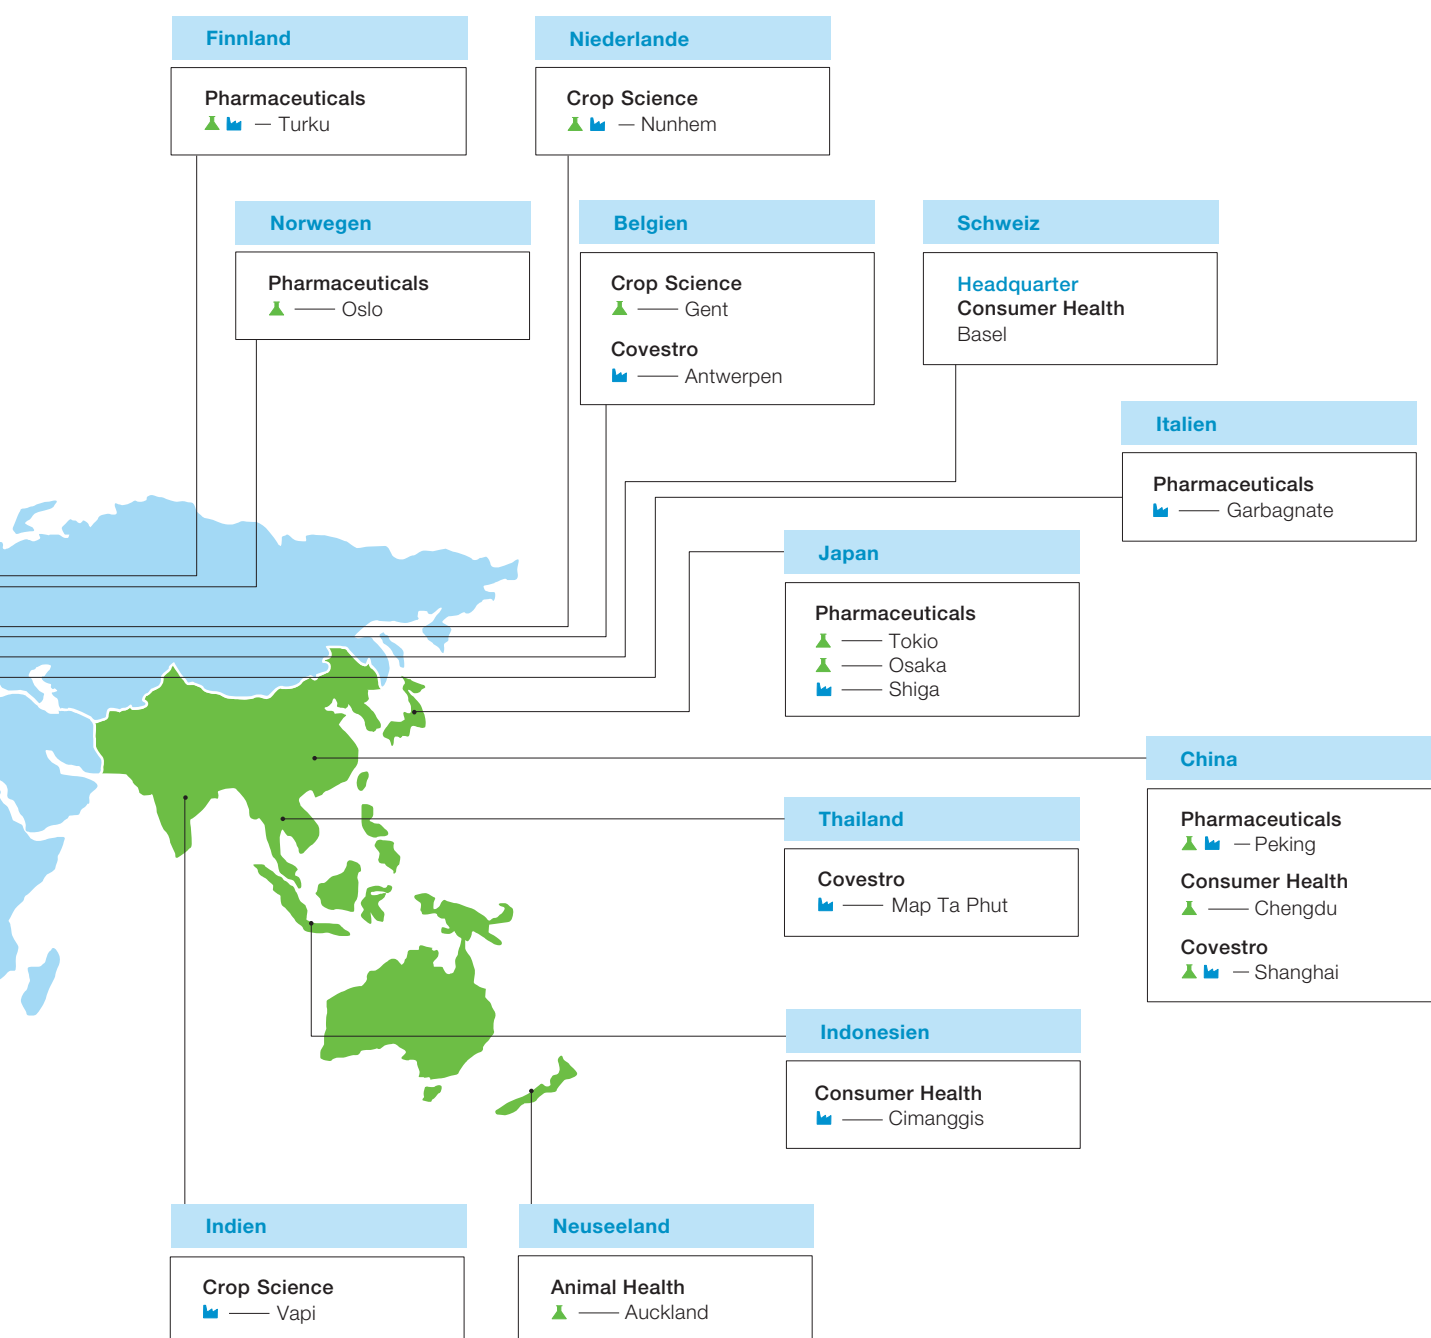 Finnland
Pharmaceuticals
— Turku
Niederlande
Crop Science
— Nunhem
Norwegen
Pharmaceuticals
—— Oslo
Belgien
Crop Science
—— Gent
Covestro
—— Antwerpen
Schweiz
Headquarter
Consumer Health
Basel
Italien
Pharmaceuticals
—— Garbagnate
Japan
Pharmaceuticals
—— Tokio
—— Osaka
—— Shiga
China
Pharmaceuticals
— Peking
Consumer Health
—— Chengdu
Covestro
— Shanghai
Thailand
Covestro
—— Map Ta Phut
Indonesien
Consumer Health
—— Cimanggis
Indien
Crop Science
—— Vapi
Neuseeland
Animal Health
—— Auckland